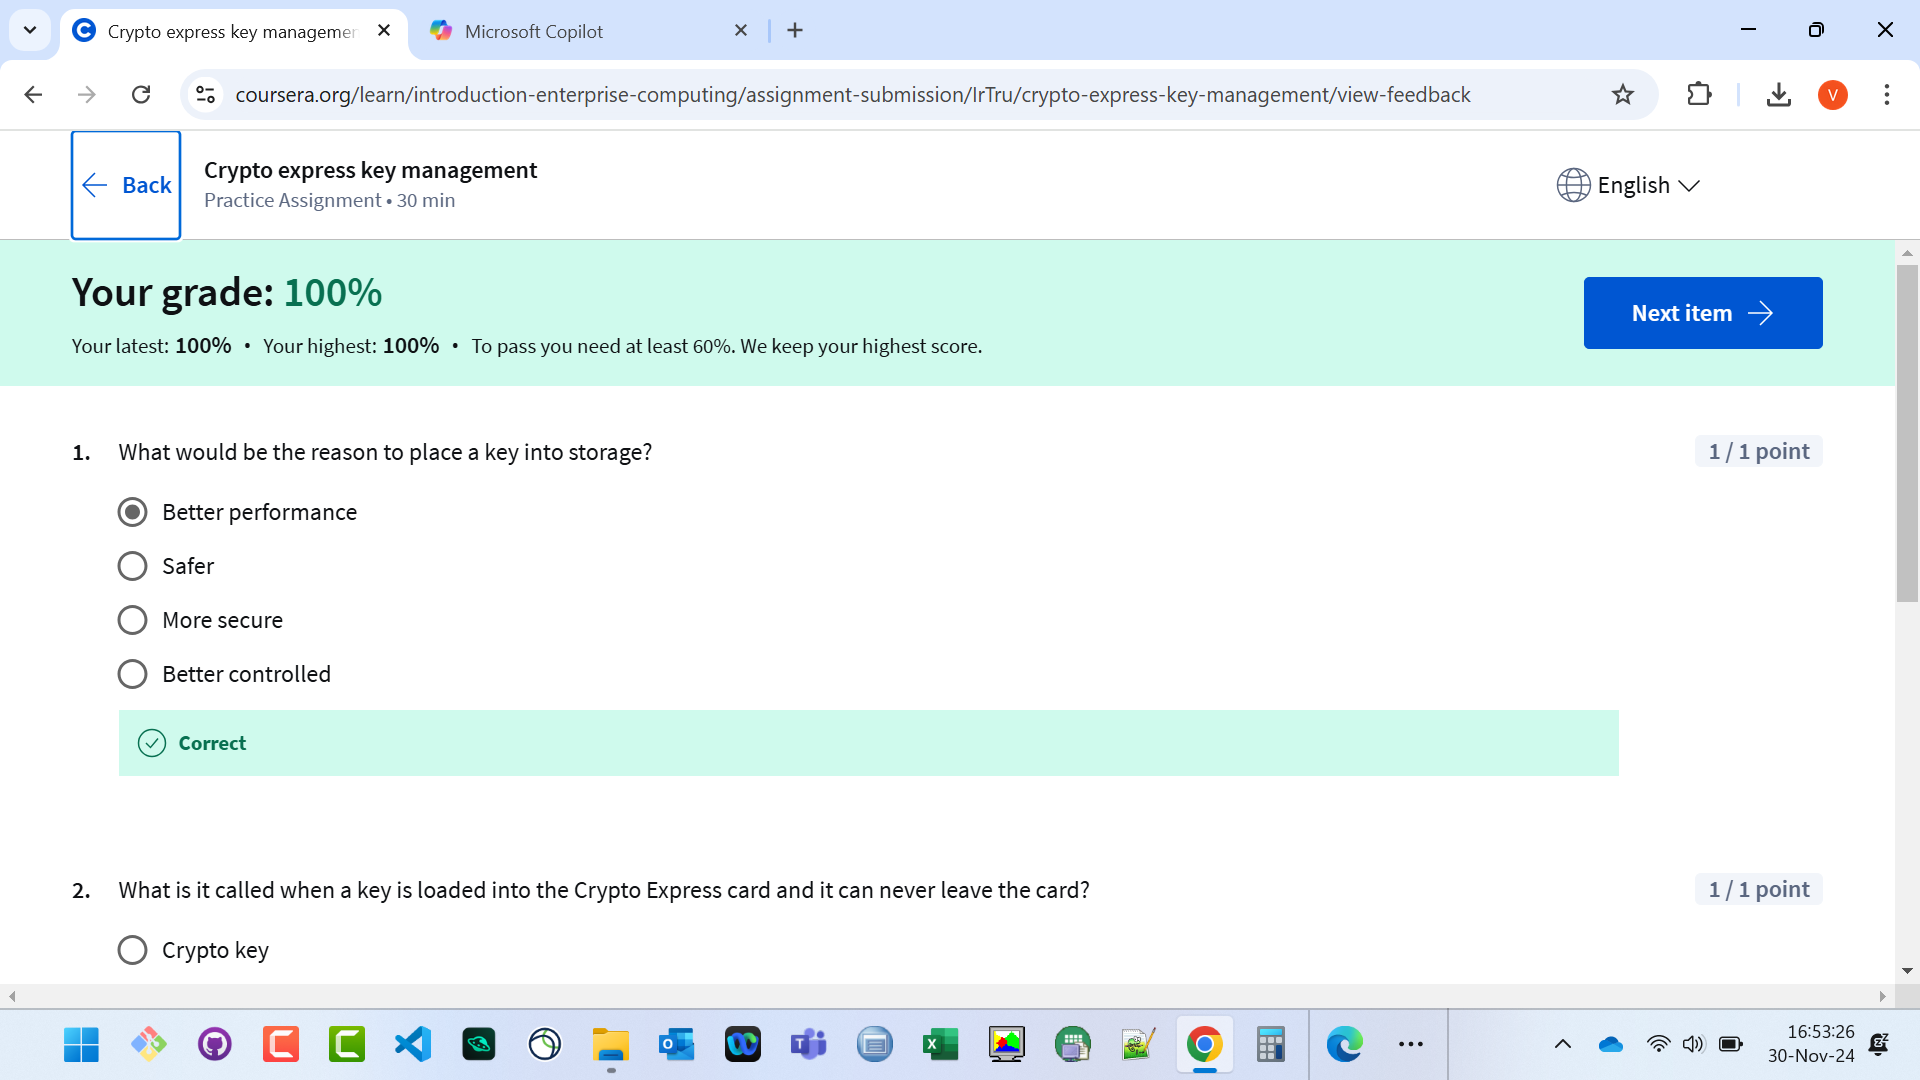 Crypto express key managemer
Microsoft Copilot
coursera.org/learn/introduction-enterprise-computing/assignment-submission/IrTru/crypto-express-key-management/view-feedback
V
Back
Crypto express key management
Practice Assignment • 30 min
English
Your grade: 100%
Your latest: 100% • Your highest: 100% • To pass you need at least 60%. We keep your highest score.
Next item
1. What would be the reason to place a key into storage?
1 / 1 point
Better performance
Safer
More secure
Better controlled
Correct
2. What is it called when a key is loaded into the Crypto Express card and it can never leave the card?
1 / 1 point
Crypto key
16:53:26
30-Nov-24